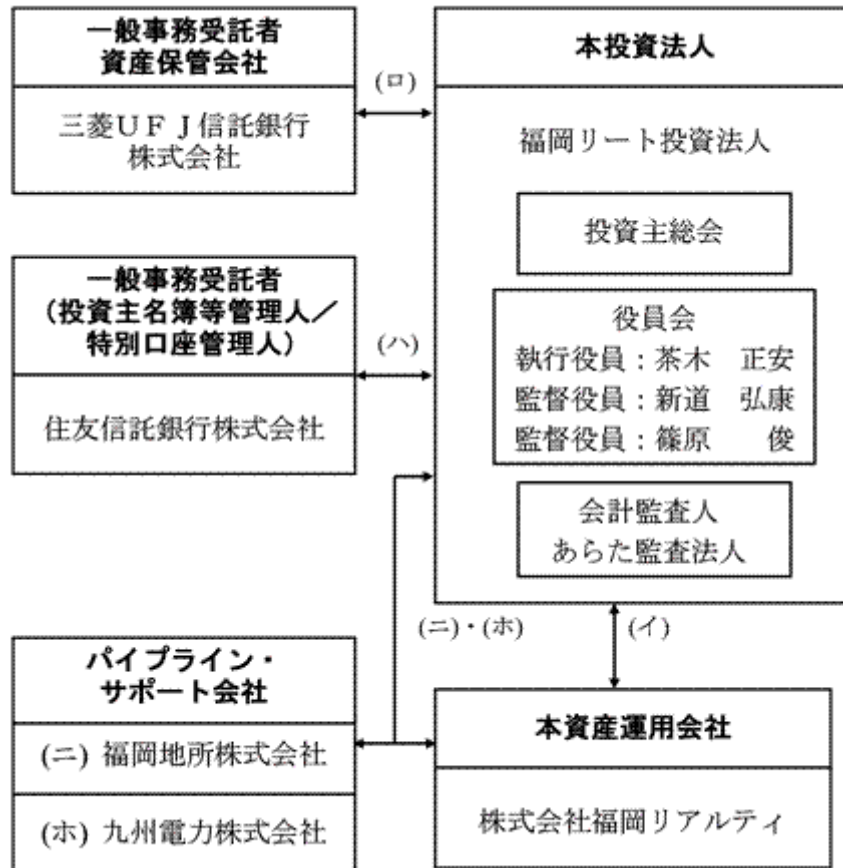 一般事務受託者
資産保管会社
三菱UFJ信託銀行
株式会社
(ロ)
本投資法人
福岡リート投資法人
投資主総会
役員会
執行役員：茶木 正安
監督役員：新道 弘康
監督役員：篠原 俊
会計監査人
あらた監査法人
一般事務受託者
(投資主名簿等管理人／
特別口座管理人)
住友信託銀行株式会社
(ハ)
(ニ)・(ホ)
(イ)
パイプライン・
サポート会社
(ニ) 福岡地所株式会社
(ホ) 九州電力株式会社
本資産運用会社
株式会社福岡リアルティ